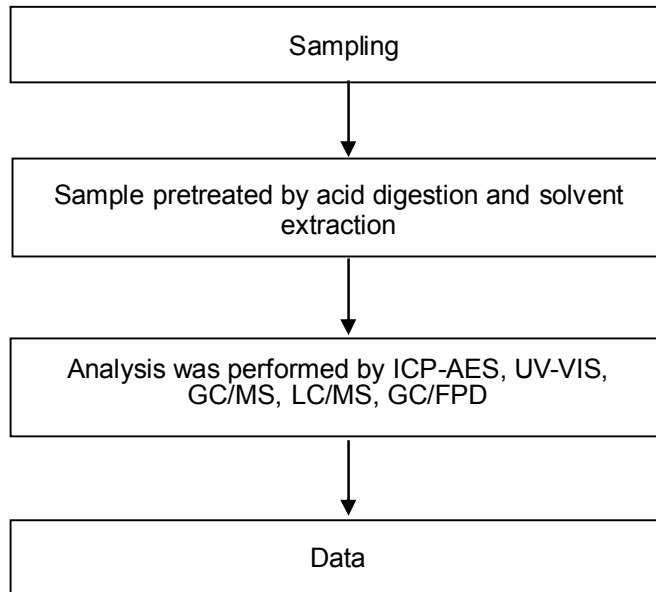 Sampling
Sample pretreated by acid digestion and solvent
extraction
Analysis was performed by ICP-AES, UV-VIS,
GC/MS, LC/MS, GC/FPD
Data